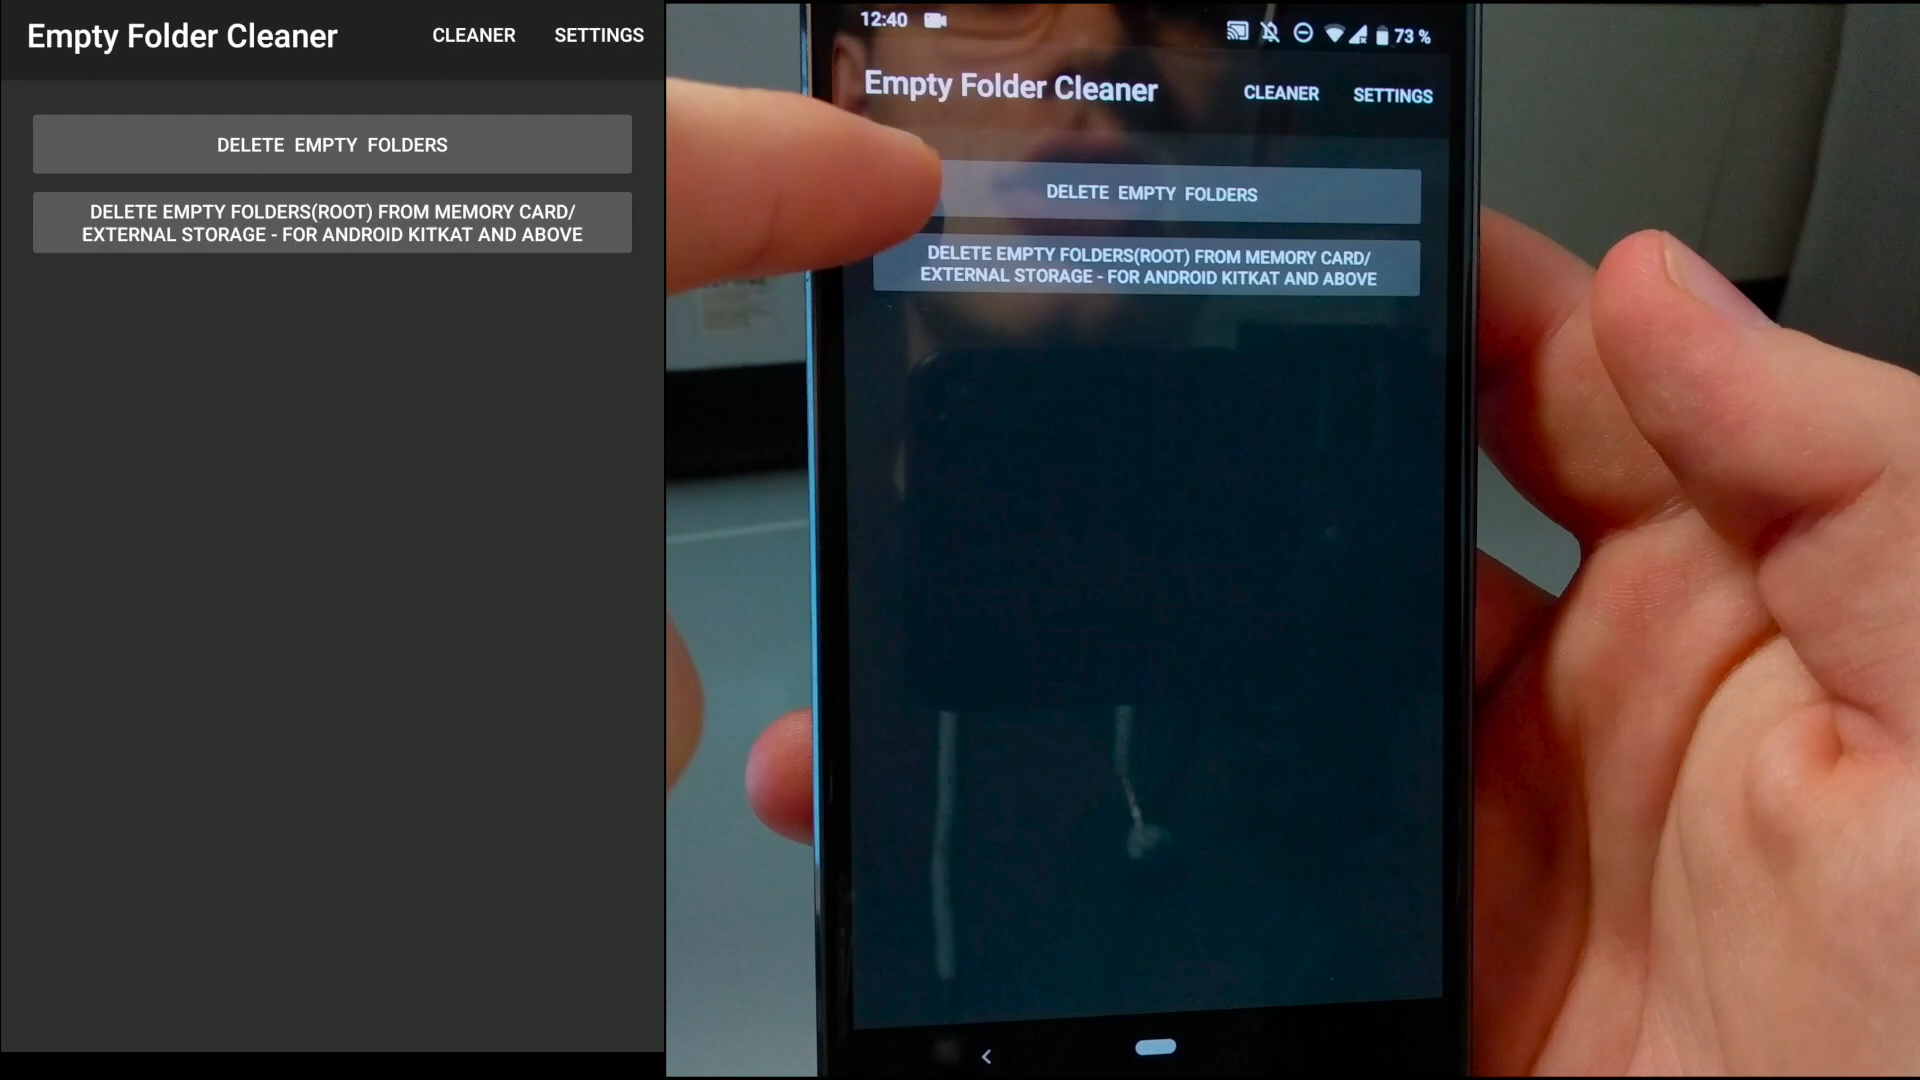 Empty Folder Cleaner
CLEANER
SETTINGS
DELETE EMPTY FOLDERS
DELETE EMPTY FOLDERS(ROOT) FROM MEMORY CARD/
EXTERNAL STORAGE - FOR ANDROID KITKAT AND ABOVE
12:40
73 %
Empty Folder Cleaner
CLEANER
SETTINGS
DELETE EMPTY FOLDERS
DELETE EMPTY FOLDERS(ROOT) FROM MEMORY CARD/
EXTERNAL STORAGE - FOR ANDROID KITKAT AND ABOVE